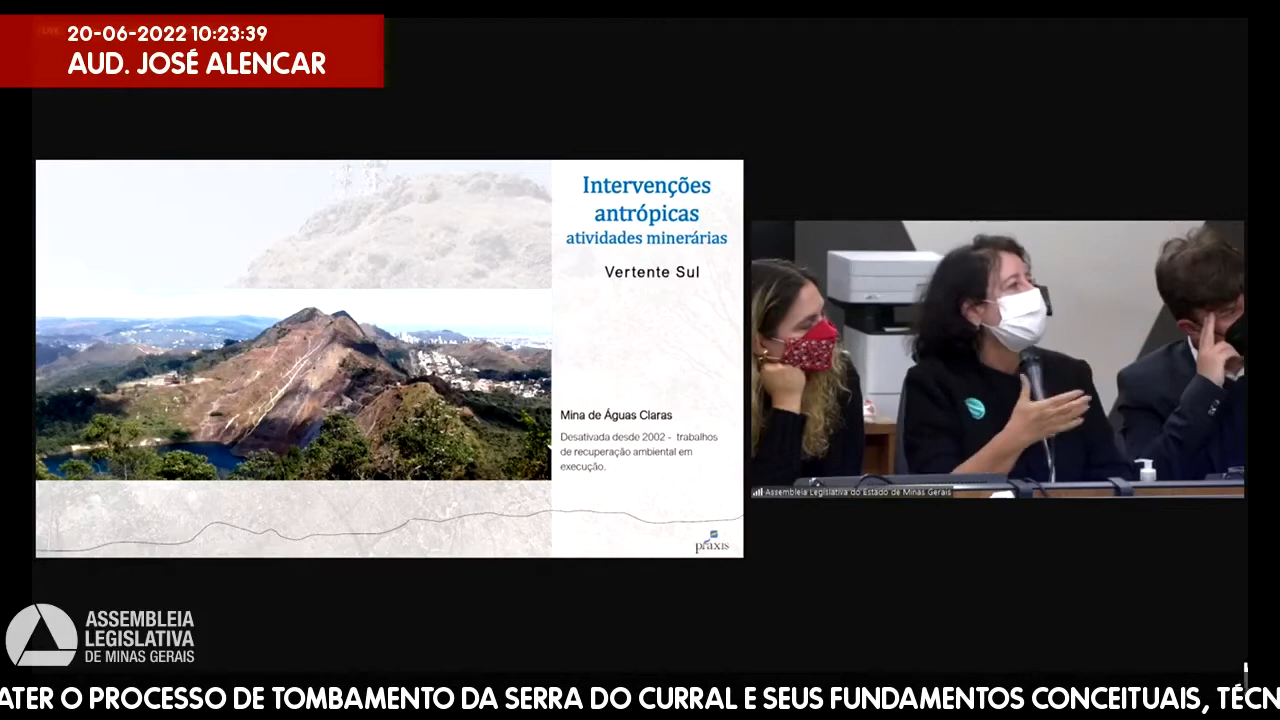 20-06-2022 10:23:39
AUD. JOSÉ ALENCAR
Intervenções
antrópicas
atividades minerárias
Vertente Sul
Mina de Águas Claras
Desativada desde 2002 - trabalhos
de recuperação ambiental em
execução.
práxis
Assembleia Legislativa do Estado de Minas Gerais
ASSEMBLEIA
LEGISLATIVA
DE MINAS GERAIS
ATER O PROCESSO DE TOMBAMENTO DA SERRA DO CURRAL E SEUS FUNDAMENTOS CONCEITUAIS, TÉCN